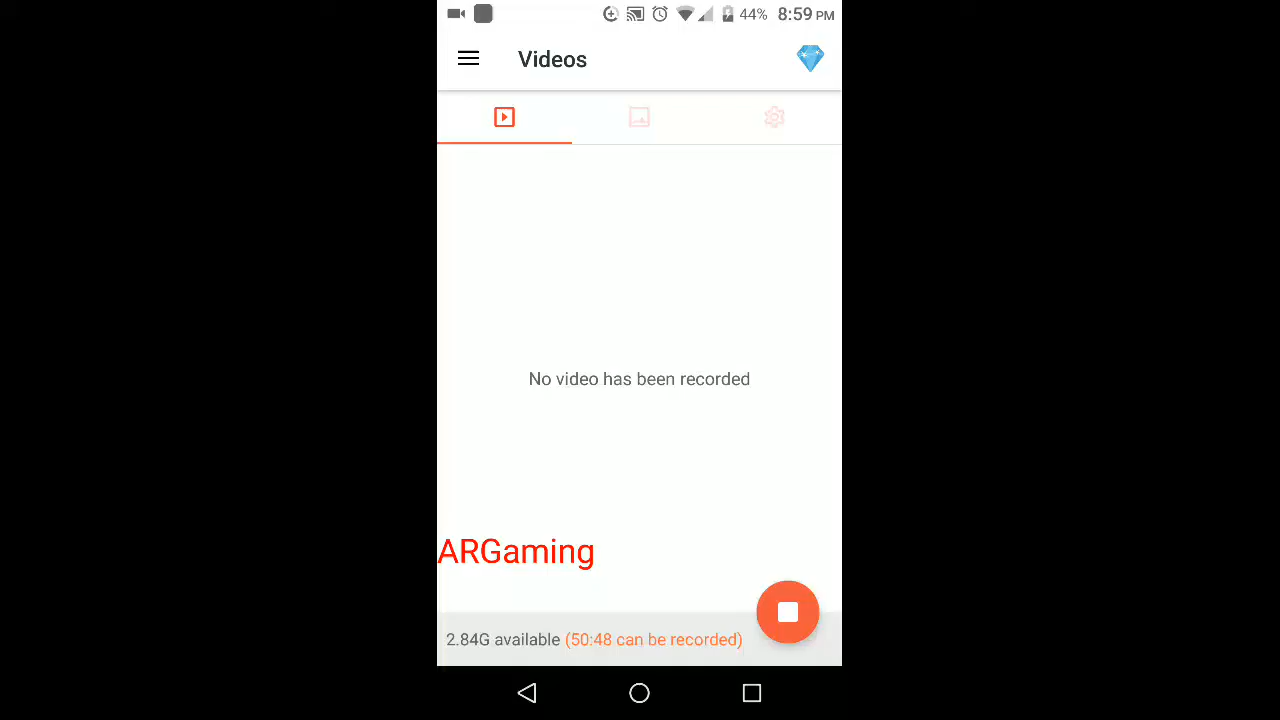 44% 8:59 PM
Videos
No video has been recorded
ARGaming
2.84G available (50:48 can be recorded)